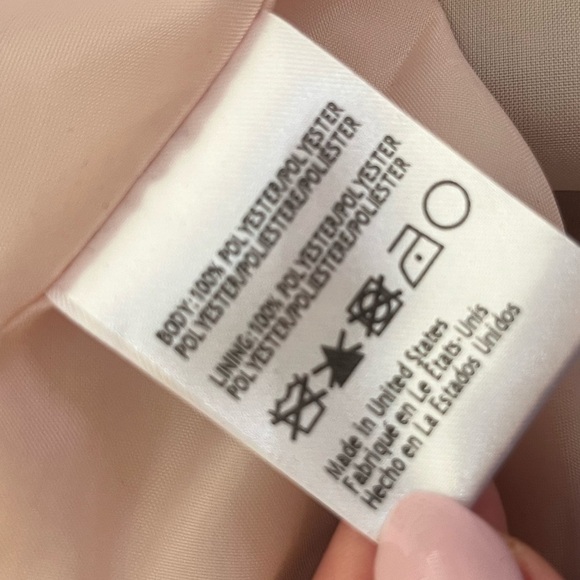 BODY:100% POLYESTER/POLYESTER
POLYESTER/POLIESTERE/POLIESTER
LINING:100% POLYESTER/POLYESTER
POLYESTER/POLIESTERE/POLIESTER
Made in United States
Fabriqué en Le États-Unis
Hecho en La Estados Unidos